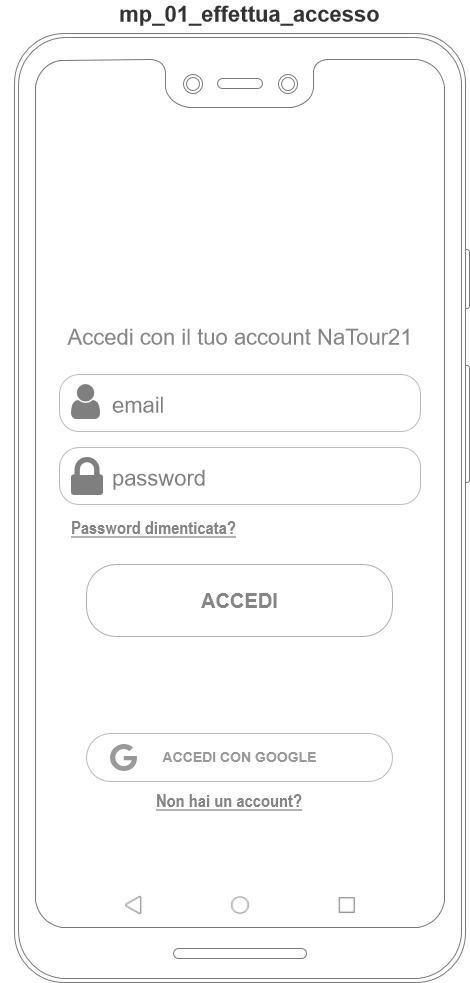 mp_01_effettua_accesso
Accedi con il tuo account NaTour21
email
password
Password dimenticata?
ACCEDI
ACCEDI CON GOOGLE
Non hai un account?